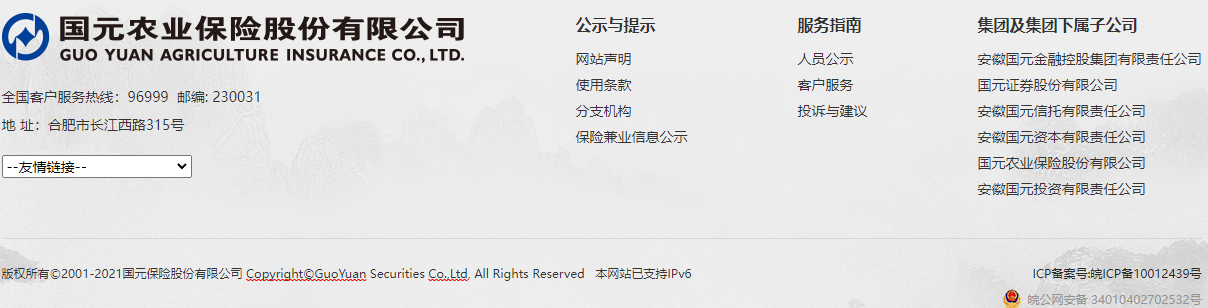 国元农业保险股份有限公司
GUO YUAN AGRICULTURE INSURANCE CO., LTD.
全国客户服务热线：96999 邮编: 230031
地 址：合肥市长江西路315号
--友情链接--
公示与提示
网站声明
使用条款
分支机构
保险兼业信息公示
服务指南
人员公示
客户服务
投诉与建议
集团及集团下属子公司
安徽国元金融控股集团有限责任公司
国元证券股份有限公司
安徽国元信托有限责任公司
安徽国元资本有限责任公司
国元农业保险股份有限公司
安徽国元投资有限责任公司
版权所有©2001-2021国元保险股份有限公司 Copyright©GuoYuan Securities Co.,Ltd, All Rights Reserved 本网站已支持IPv6
ICP备案号:皖ICP备10012439号
皖公网安备 34010402702532号